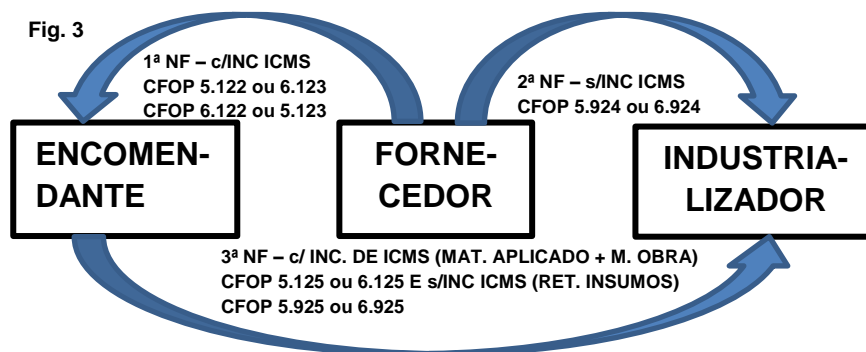 Fig. 3
1ª NF – c/INC ICMS
CFOP 5.122 ou 6.123
CFOP 6.122 ou 5.123
2ª NF – s/INC ICMS
CFOP 5.924 ou 6.924
ENCOMEN-
DANTE
FORNE-
CEDOR
INDUSTRIA-
LIZADOR
3ª NF – c/ INC. DE ICMS (MAT. APLICADO + M. OBRA)
CFOP 5.125 ou 6.125 E s/INC ICMS (RET. INSUMOS)
CFOP 5.925 ou 6.925